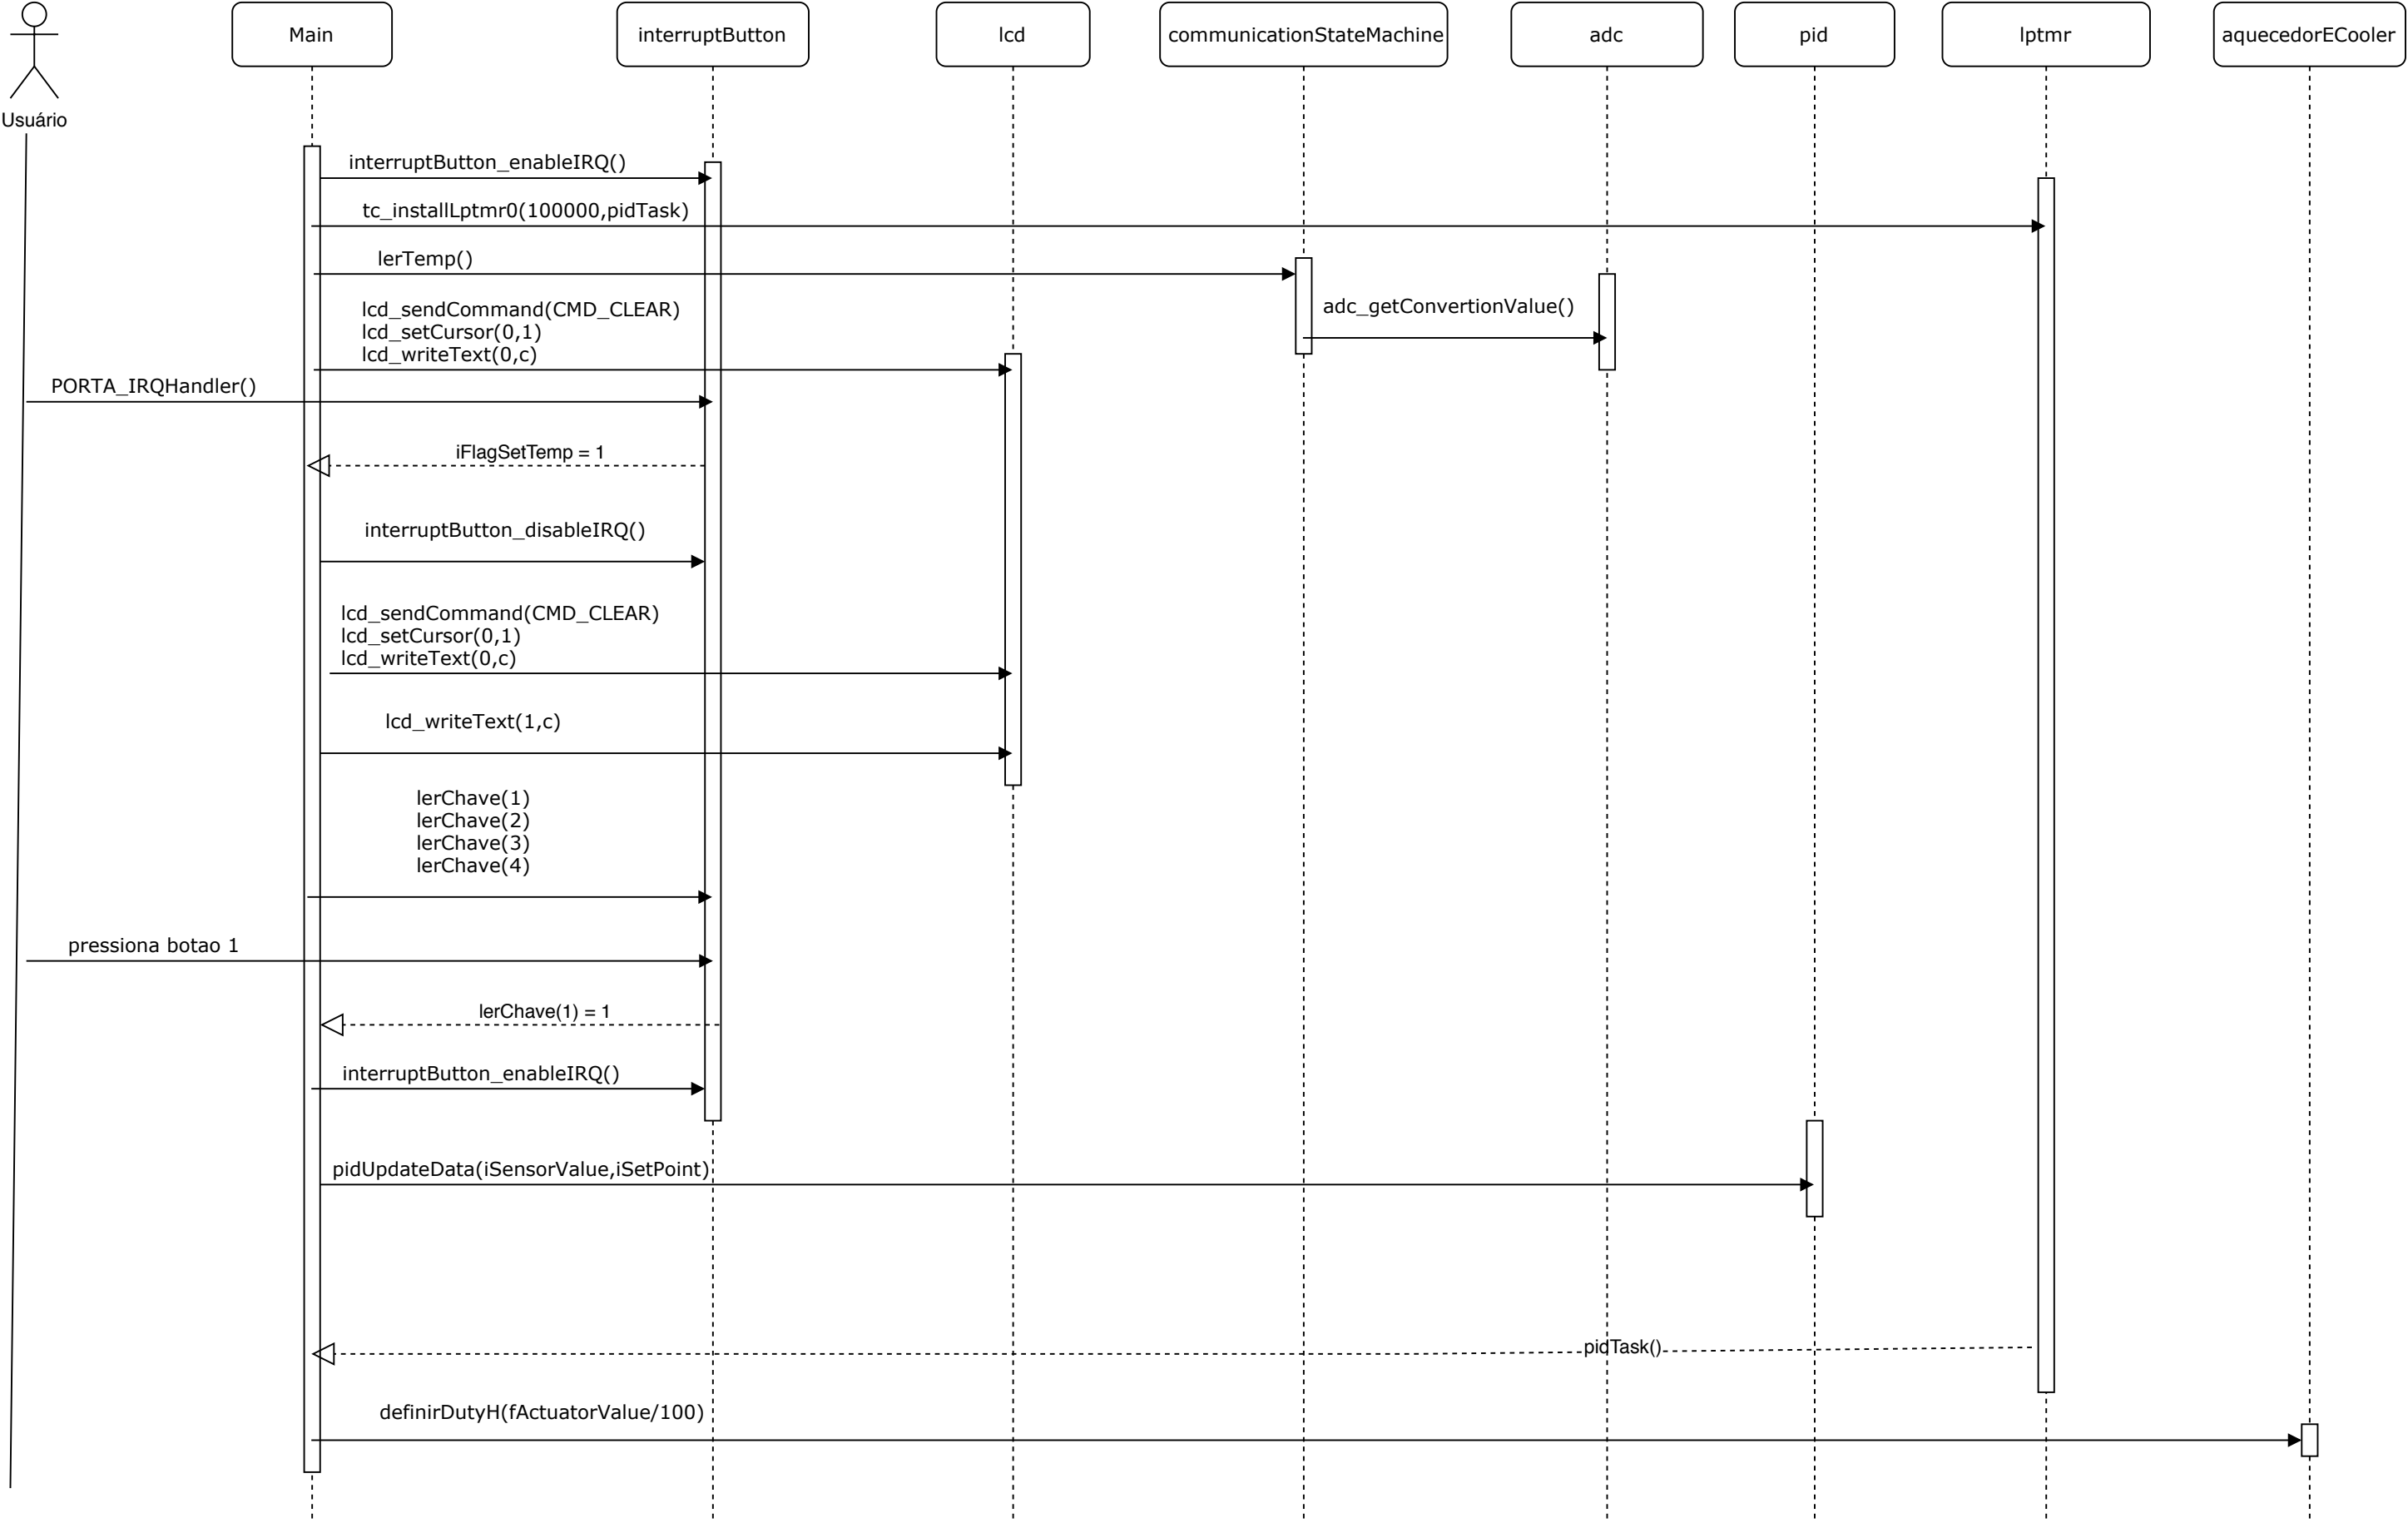 Main
interruptButton
lcd
communicationStateMachine
adc
pid
lptmr
aquecedorECooler
Usuário
interruptButton_enableIRQ()
tc_installLptmr0(100000,pidTask)
lerTemp()
lcd_sendCommand(CMD_CLEAR)
lcd_setCursor(0,1)
lcd_writeText(0,c)
adc_getConvertionValue()
PORTA_IRQHandler()
iFlagSetTemp = 1
interruptButton_disableIRQ()
lcd_sendCommand(CMD_CLEAR)
lcd_setCursor(0,1)
lcd_writeText(0,c)
lcd_writeText(1,c)
lerChave(1)
lerChave(2)
lerChave(3)
lerChave(4)
pressiona botao 1
lerChave(1) = 1
interruptButton_enableIRQ()
pidUpdateData(iSensorValue,iSetPoint)
pidTask()
definirDutyH(fActuatorValue/100)